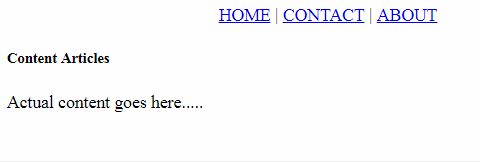 HOME | CONTACT | ABOUT
Content Articles
Actual content goes here.....